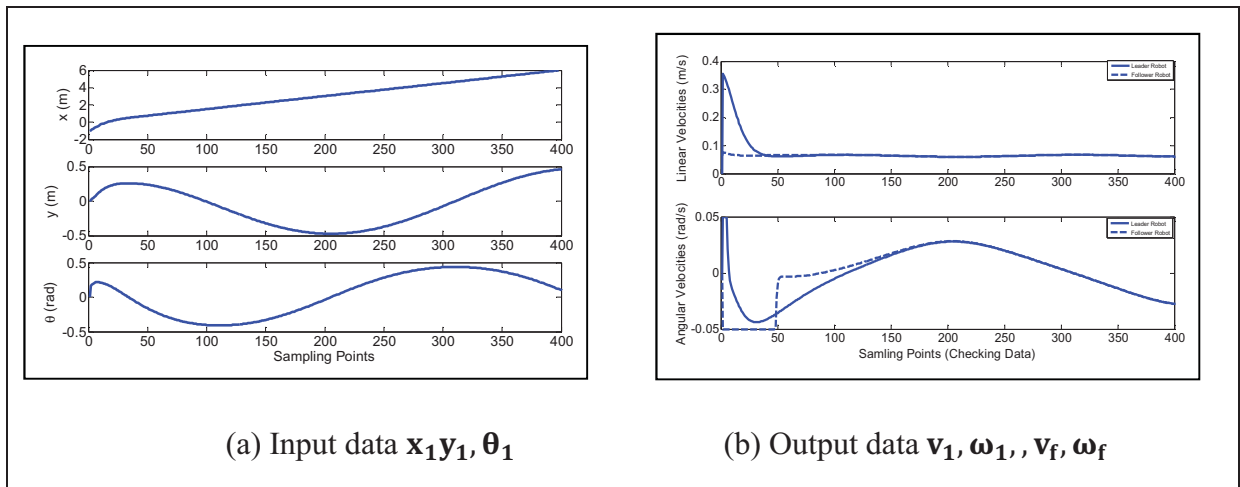 6
4
2
0
-2
x (m)
0 50 100 150 200 250 300 350 400
0.5
0
-0.5
y (m)
0 50 100 150 200 250 300 350 400
0.5
0
-0.5
θ (rad)
0 50 100 150 200 250 300 350 400
Sampling Points
0.4
0.3
0.2
0.1
0
Linear Velocities (m/s)
Leader Robot
Follower Robot
0 50 100 150 200 250 300 350 400
0.05
0
-0.05
Angular Velocities (rad/s)
Leader Robot
Follower Robot
0 50 100 150 200 250 300 350 400
Samling Points (Checking Data)
(a) Input data x₁y₁, θ₁
(b) Output data v₁, ω₁, , v_f, ω_f